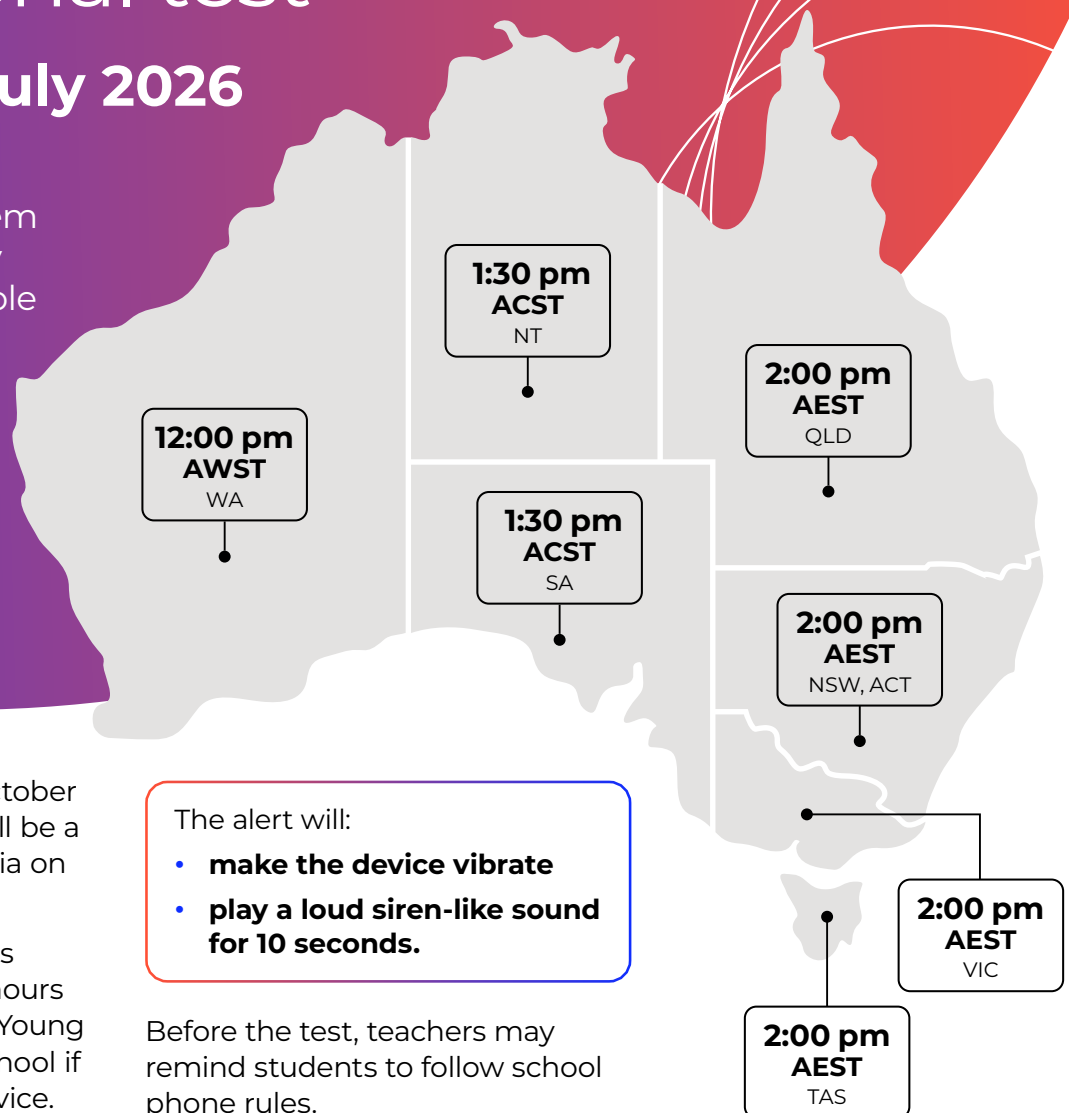 onal test
uly 2026
em
ple
1:30 pm
ACST
NT
2:00 pm
AEST
QLD
12:00 pm
AWST
WA
1:30 pm
ACST
SA
2:00 pm
AEST
NSW, ACT
2:00 pm
AEST
VIC
2:00 pm
AEST
TAS
tober
ll be a
ia on
s
hours
Young
hool if
vice.
The alert will:
• make the device vibrate
• play a loud siren-like sound
for 10 seconds.
Before the test, teachers may
remind students to follow school
phone rules.